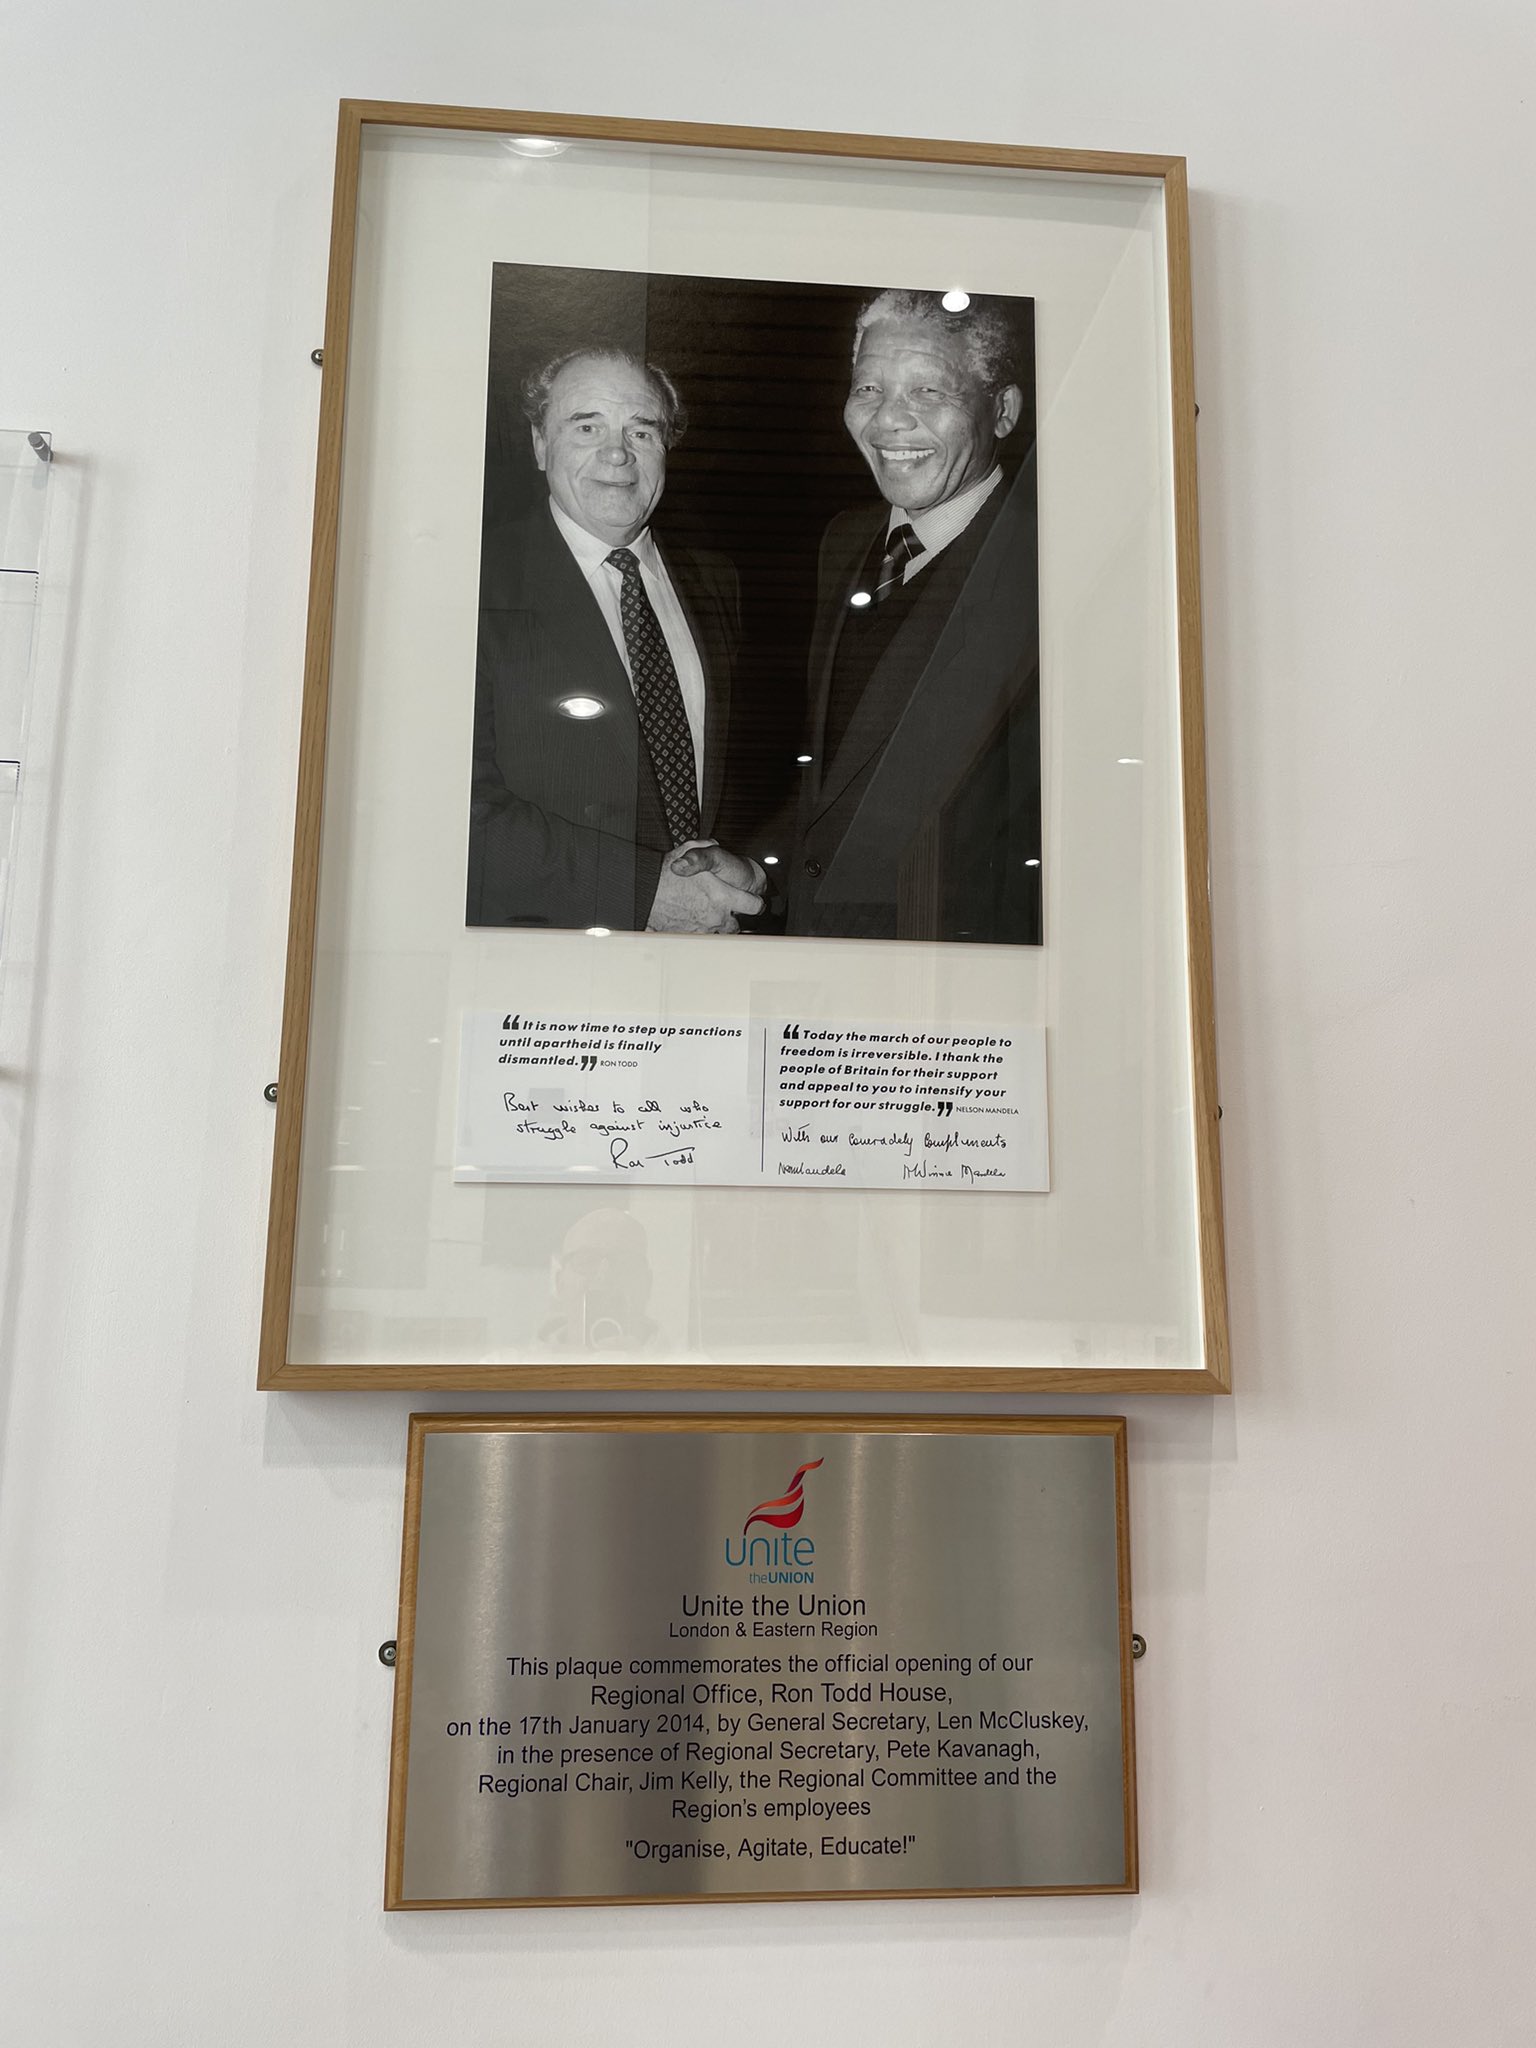 ❝It is now time to step up sanctions
until apartheid is finally
dismantled.❞ RON TODD
Best wishes to all who
struggle against injustice
Ron Todd
❝Today the march of our people to
freedom is irreversible. I thank the
people of Britain for their support
and appeal to you to intensify your
support for our struggle.❞ NELSON MANDELA
With our comradely compliments
NMandela NWinnie Mandela
unite
theUNION
Unite the Union
London & Eastern Region
This plaque commemorates the official opening of our
Regional Office, Ron Todd House,
on the 17th January 2014, by General Secretary, Len McCluskey,
in the presence of Regional Secretary, Pete Kavanagh,
Regional Chair, Jim Kelly, the Regional Committee and the
Region's employees
"Organise, Agitate, Educate!"